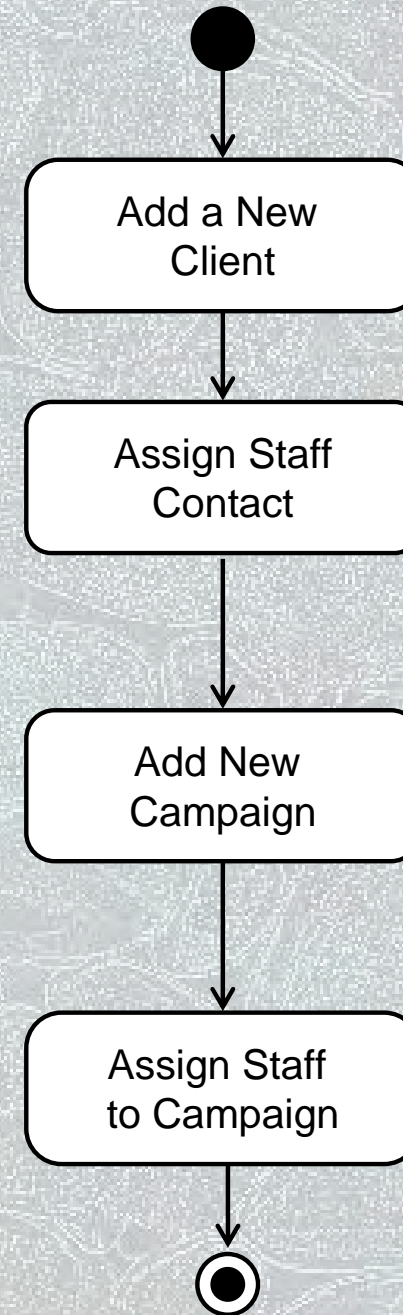 Add a New
Client
Assign Staff
Contact
Add New
Campaign
Assign Staff
to Campaign